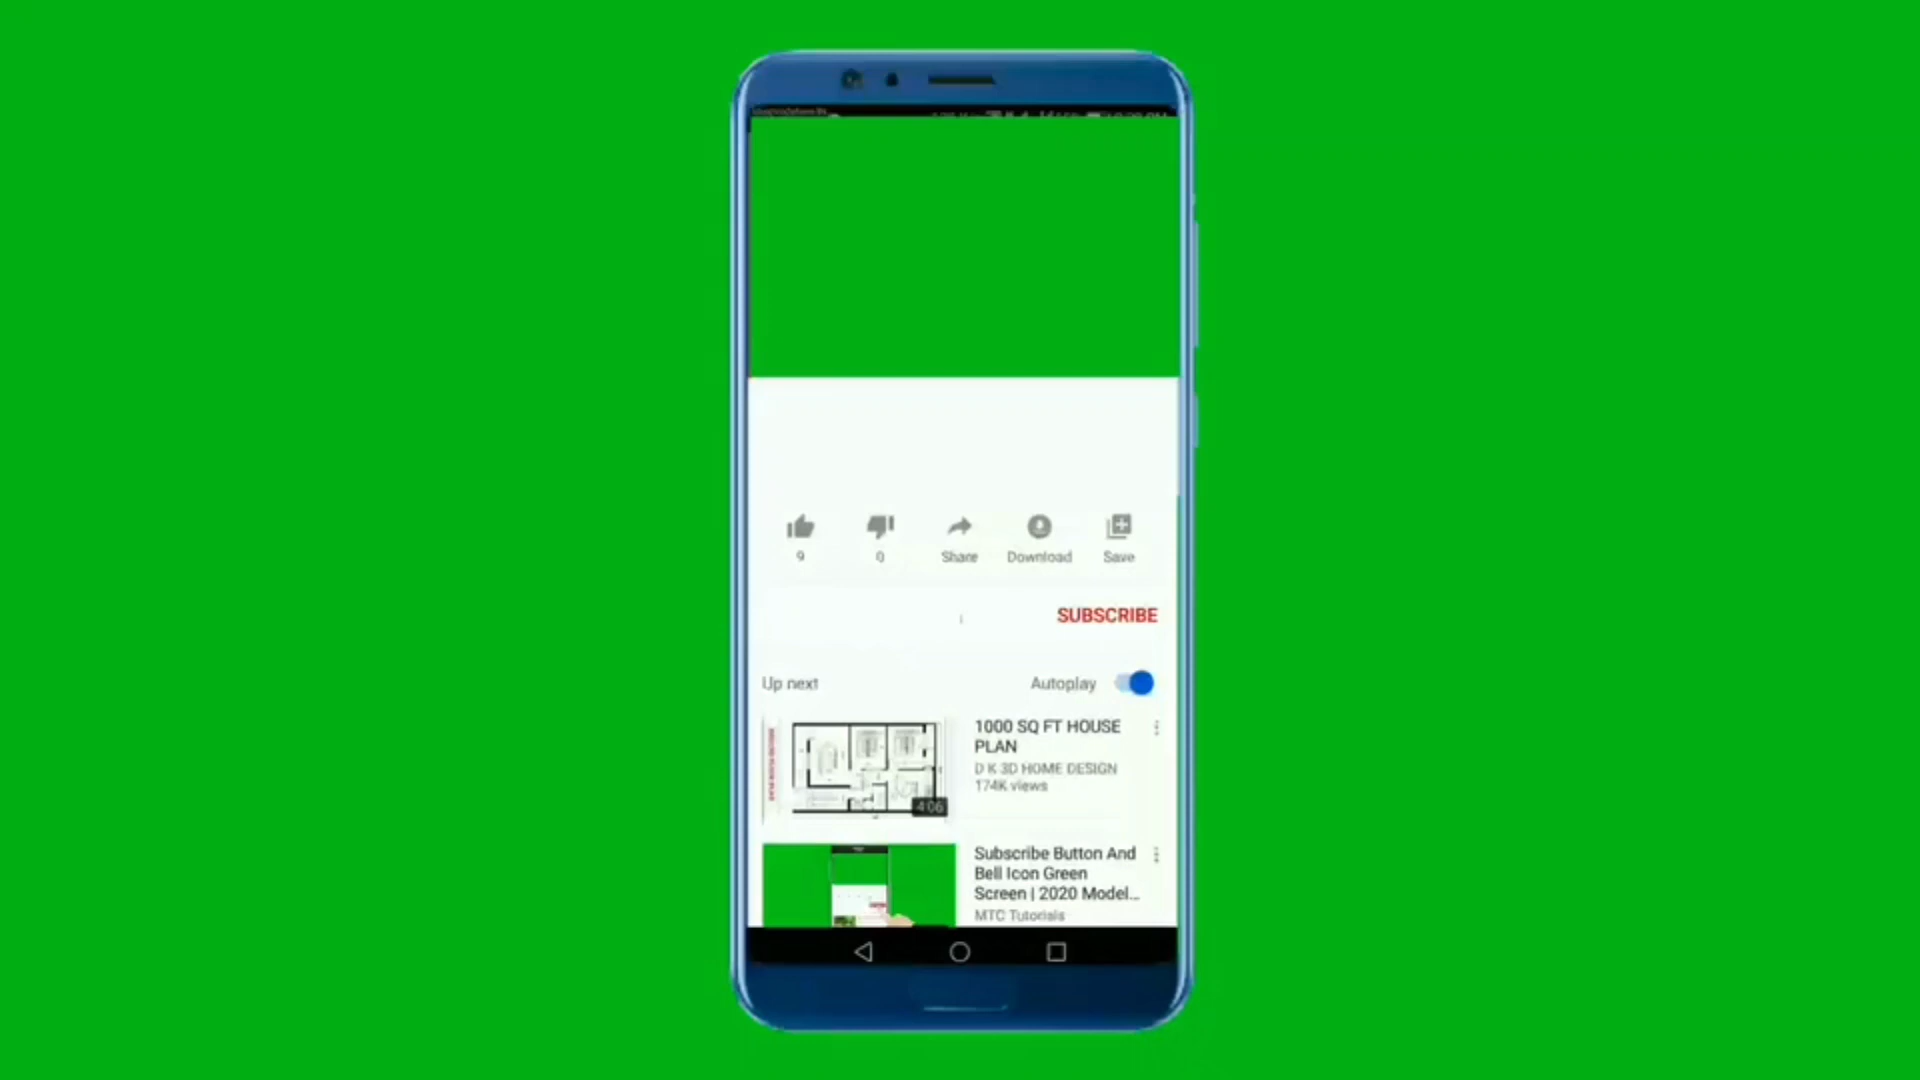 9
0
Share
Download
Save
SUBSCRIBE
Up next
Autoplay
1000 SQ FT HOUSE
PLAN
D K 3D HOME DESIGN
174K views
4:06
Subscribe Button And
Bell Icon Green
Screen | 2020 Model...
MTC Tutorials